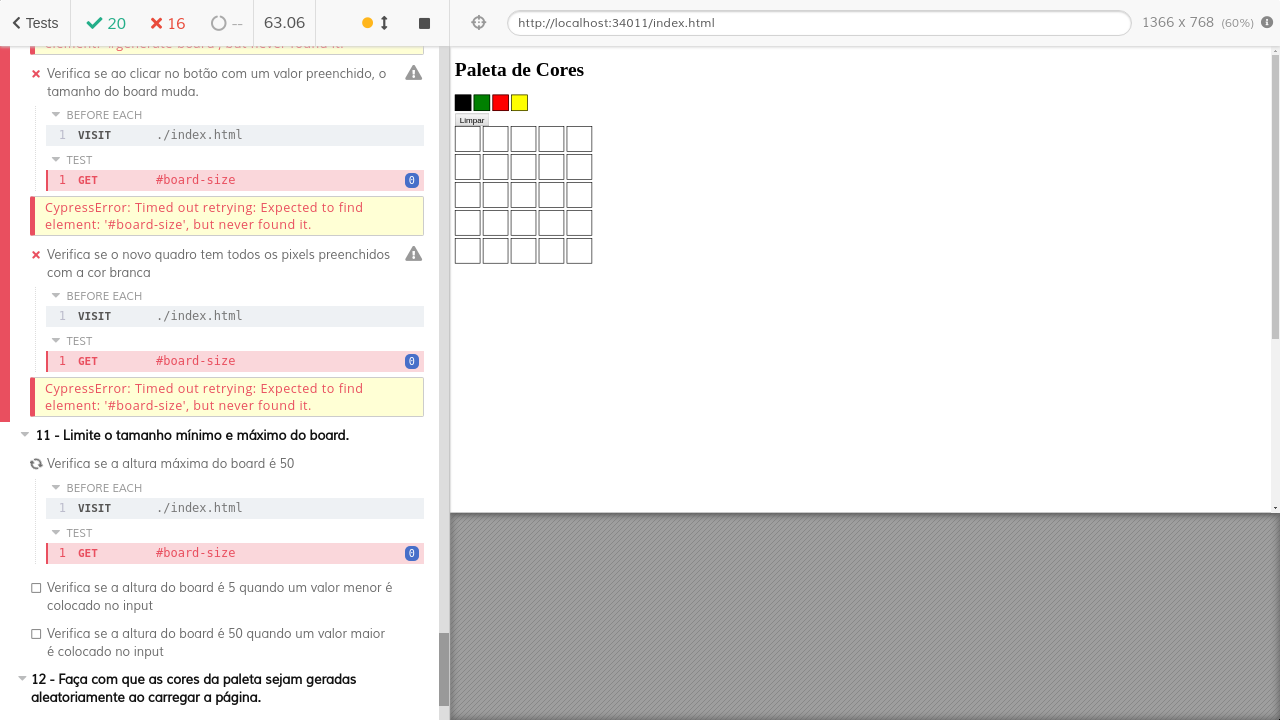 Tests
20
16
--
63.06
http://localhost:34011/index.html
1366 x 768 (60%)
element: '#generate-board', but never found it.
Verifica se ao clicar no botão com um valor preenchido, o
tamanho do board muda.
BEFORE EACH
1 VISIT ./index.html
TEST
1 GET #board-size 0
CypressError: Timed out retrying: Expected to find
element: '#board-size', but never found it.
Verifica se o novo quadro tem todos os pixels preenchidos
com a cor branca
BEFORE EACH
1 VISIT ./index.html
TEST
1 GET #board-size 0
CypressError: Timed out retrying: Expected to find
element: '#board-size', but never found it.
11 - Limite o tamanho mínimo e máximo do board.
Verifica se a altura máxima do board é 50
BEFORE EACH
1 VISIT ./index.html
TEST
1 GET #board-size 0
Verifica se a altura do board é 5 quando um valor menor é
colocado no input
Verifica se a altura do board é 50 quando um valor maior
é colocado no input
12 - Faça com que as cores da paleta sejam geradas
aleatoriamente ao carregar a página.
Paleta de Cores
Limpar